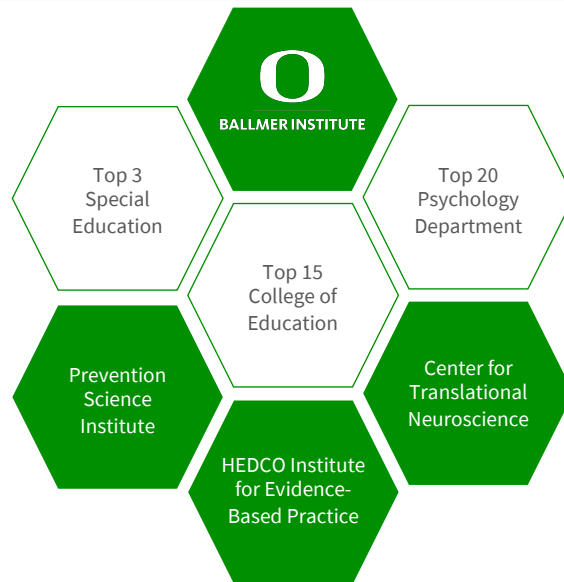 O
BALLMER INSTITUTE
Top 3
Special
Education
Top 20
Psychology
Department
Top 15
College of
Education
Prevention
Science
Institute
Center for
Translational
Neuroscience
HEDCO Institute
for Evidence-
Based Practice